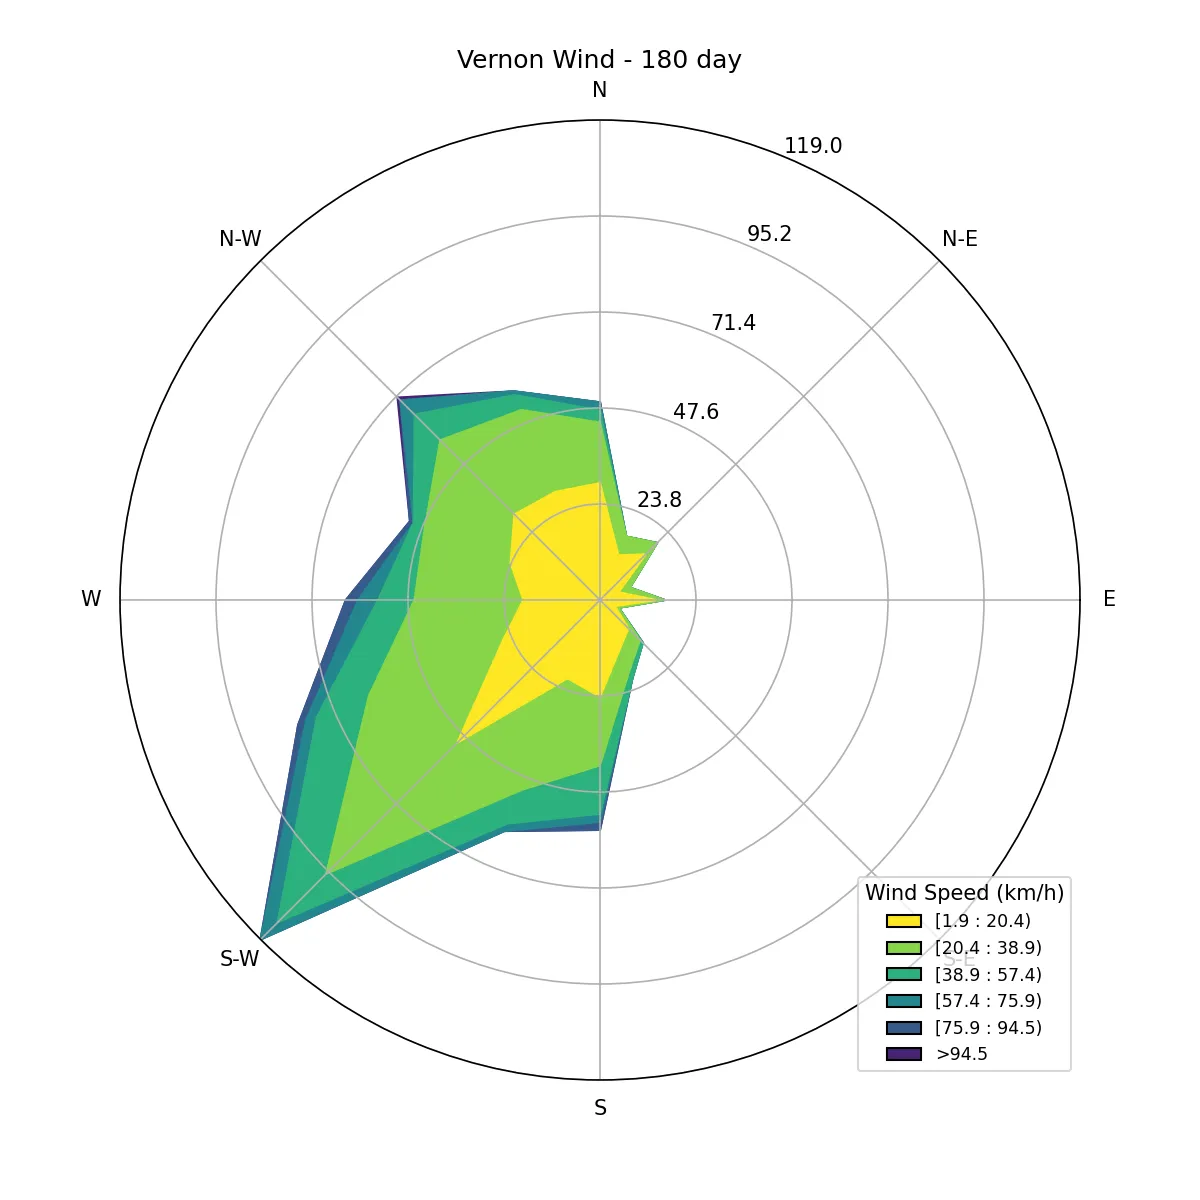 Vernon Wind - 180 day
N
119.0
95.2
N-W
N-E
71.4
47.6
23.8
W
E
Wind Speed (km/h)
[1.9 : 20.4)
[20.4 : 38.9)
S-W
S-E
[38.9 : 57.4)
[57.4 : 75.9)
[75.9 : 94.5)
>94.5
S